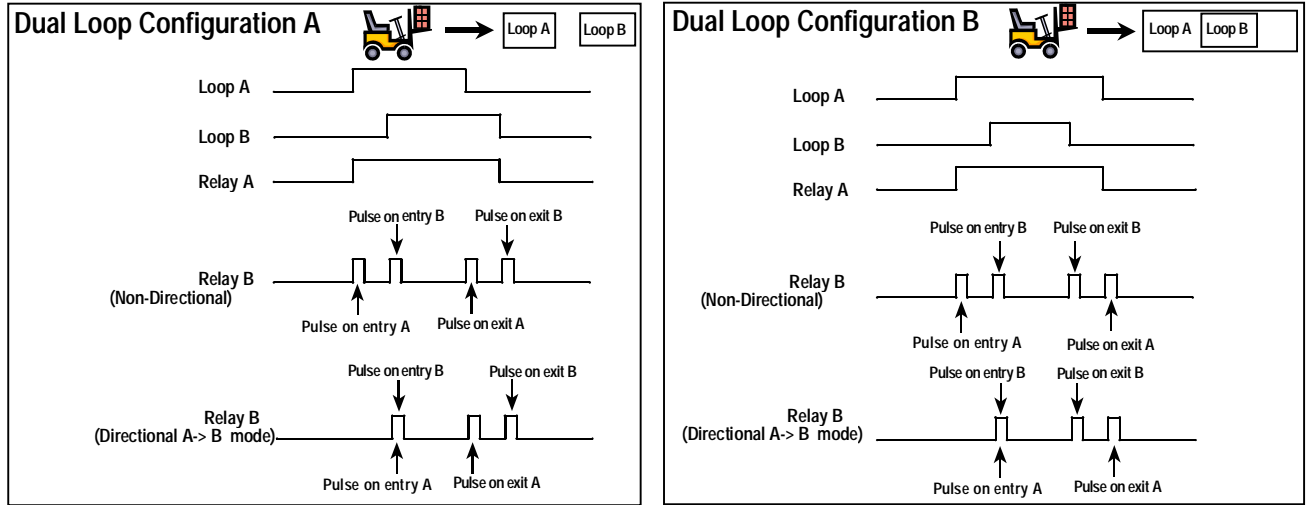 Dual Loop Configuration A
Loop A
Loop B
Loop A
Loop B
Relay A
Pulse on entry B
Pulse on exit B
Relay B
(Non-Directional)
Pulse on entry A
Pulse on exit A
Pulse on entry B
Pulse on exit B
Relay B
(Directional A-> B mode)
Pulse on entry A
Pulse on exit A
Dual Loop Configuration B
Loop A
Loop B
Loop A
Loop B
Relay A
Pulse on entry B
Pulse on exit B
Relay B
(Non-Directional)
Pulse on entry A
Pulse on exit A
Pulse on entry B
Pulse on exit B
Relay B
(Directional A-> B mode)
Pulse on entry A
Pulse on exit A